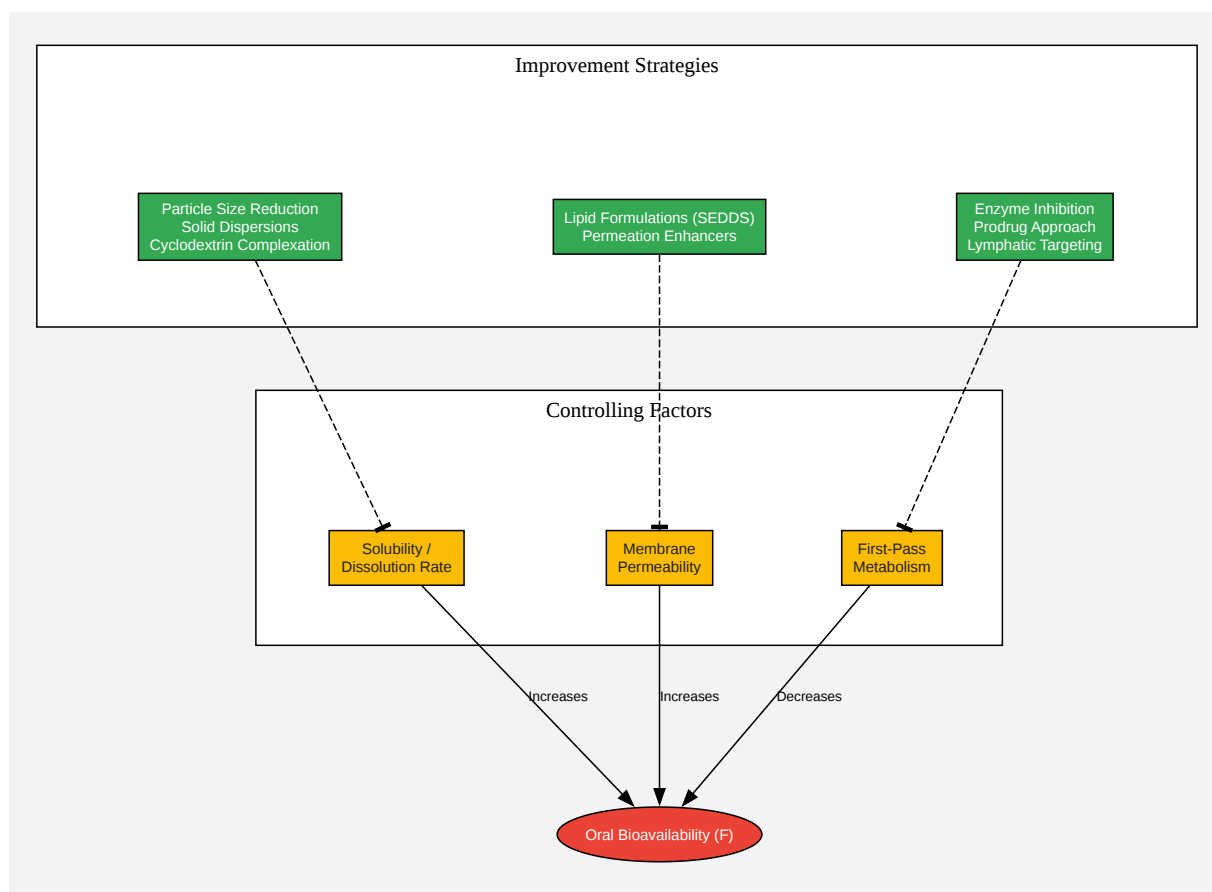 Improvement Strategies
Particle Size Reduction
Solid Dispersions
Cyclodextrin Complexation
Lipid Formulations (SEDDS)
Permeation Enhancers
Enzyme Inhibition
Prodrug Approach
Lymphatic Targeting
Controlling Factors
Solubility /
Dissolution Rate
Membrane
Permeability
First-Pass
Metabolism
Increases
Increases
Decreases
Oral Bioavailability (F)